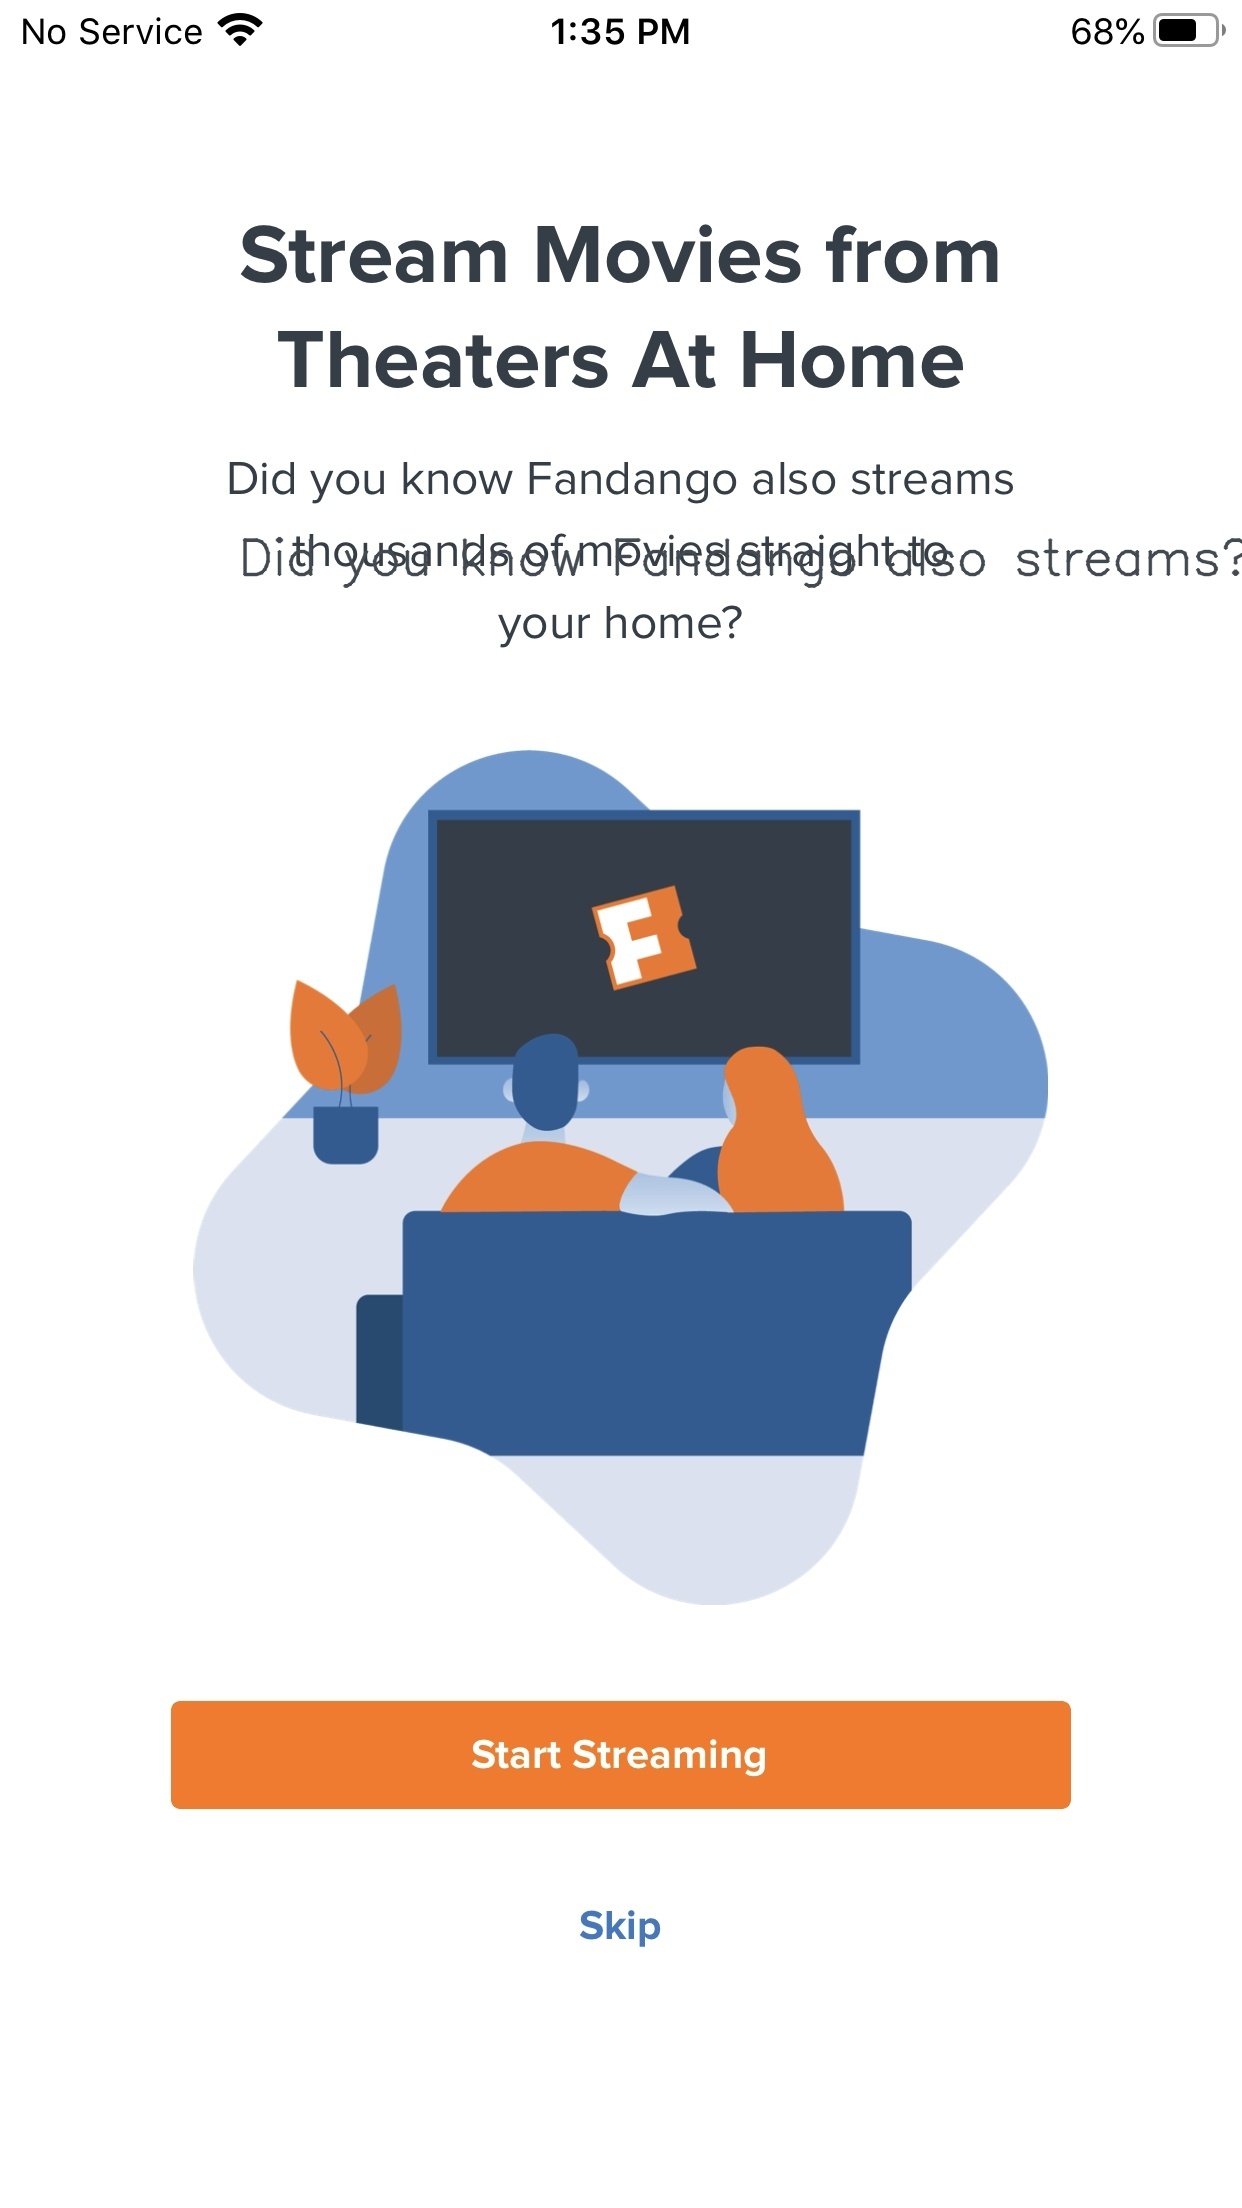 No Service
1:35 PM
68%
Stream Movies from
Theaters At Home
Did you know Fandango also streams
thousands of movies straight to
Did you know Fandango also streams?
your home?
F
Start Streaming
Skip